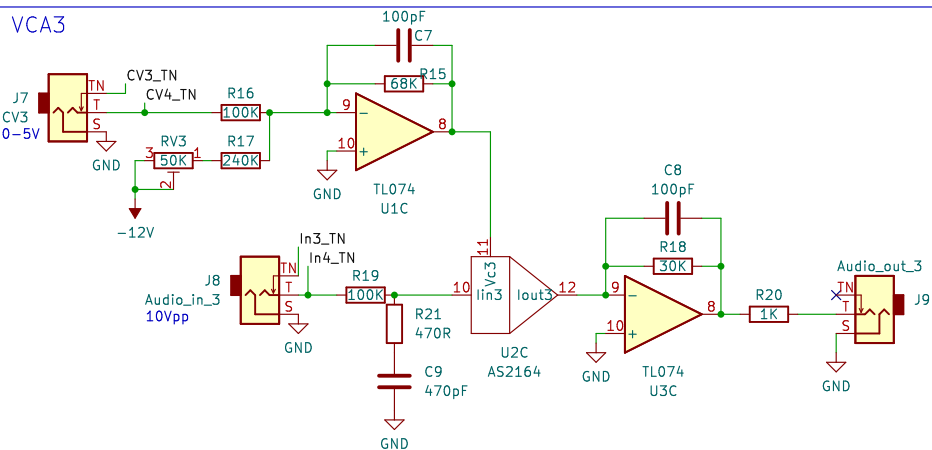 VCA3
100pF
C7
R15
68K
CV3_TN
CV4_TN
J7
CV3
0-5V
TN
T
S
GND
R16
100K
RV3
3
50K
1
2
R17
240K
-12V
9
-
10
+
8
GND
TL074
U1C
In3_TN
In4_TN
J8
Audio_in_3
10Vpp
TN
T
S
GND
R19
100K
R21
470R
C9
470pF
GND
11
Vc3
10
Iin3
Iout3
12
U2C
AS2164
C8
100pF
R18
30K
9
-
10
+
8
GND
TL074
U3C
R20
1K
Audio_out_3
TN
T
S
J9
GND